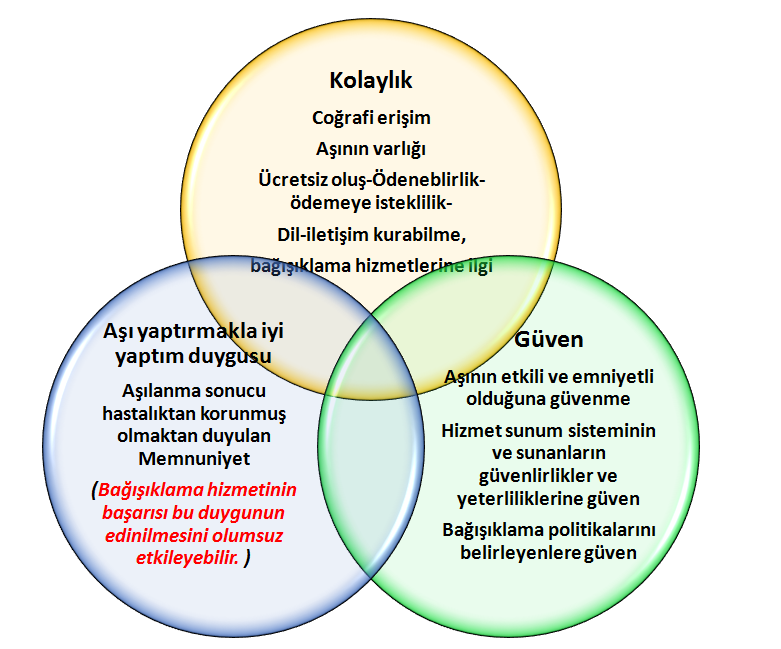 Kolaylık
Coğrafi erişim
Aşının varlığı
Ücretsiz oluş-Ödeneblirlik-
ödemeye isteklilik-
Dil-iletişim kurabilme,
bağışıklama hizmetlerine ilgi
Aşı yaptırmakla iyi
yaptım duygusu
Aşılanma sonucu
hastalıktan korunmuş
olmaktan duyulan
Memnuniyet
(Bağışıklama hizmetinin
başarısı bu duygunun
edinilmesini olumsuz
etkileyebilir. )
Güven
Aşının etkili ve emniyetli
olduğuna güvenme
Hizmet sunum sisteminin
ve sunanların
güvenlirlikler ve
yeterliliklerine güven
Bağışıklama politikalarını
belirleyenlere güven